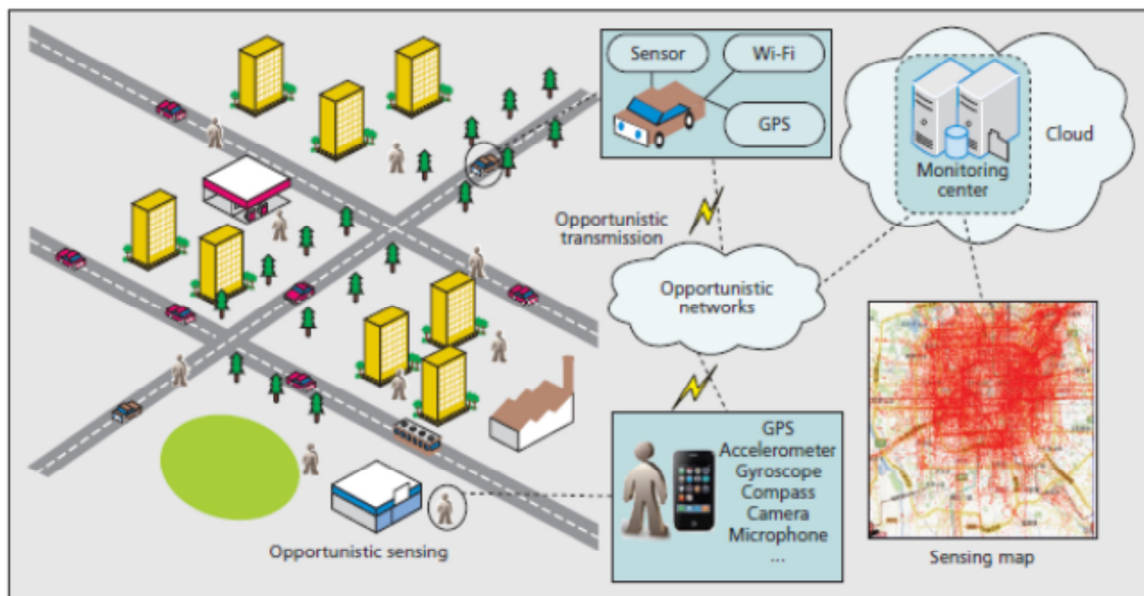 Sensor
Wi-Fi
GPS
Cloud
Monitoring
center
Opportunistic
transmission
Opportunistic
networks
GPS
Accelerometer
Gyroscope
Compass
Camera
Microphone
...
Opportunistic sensing
Sensing map